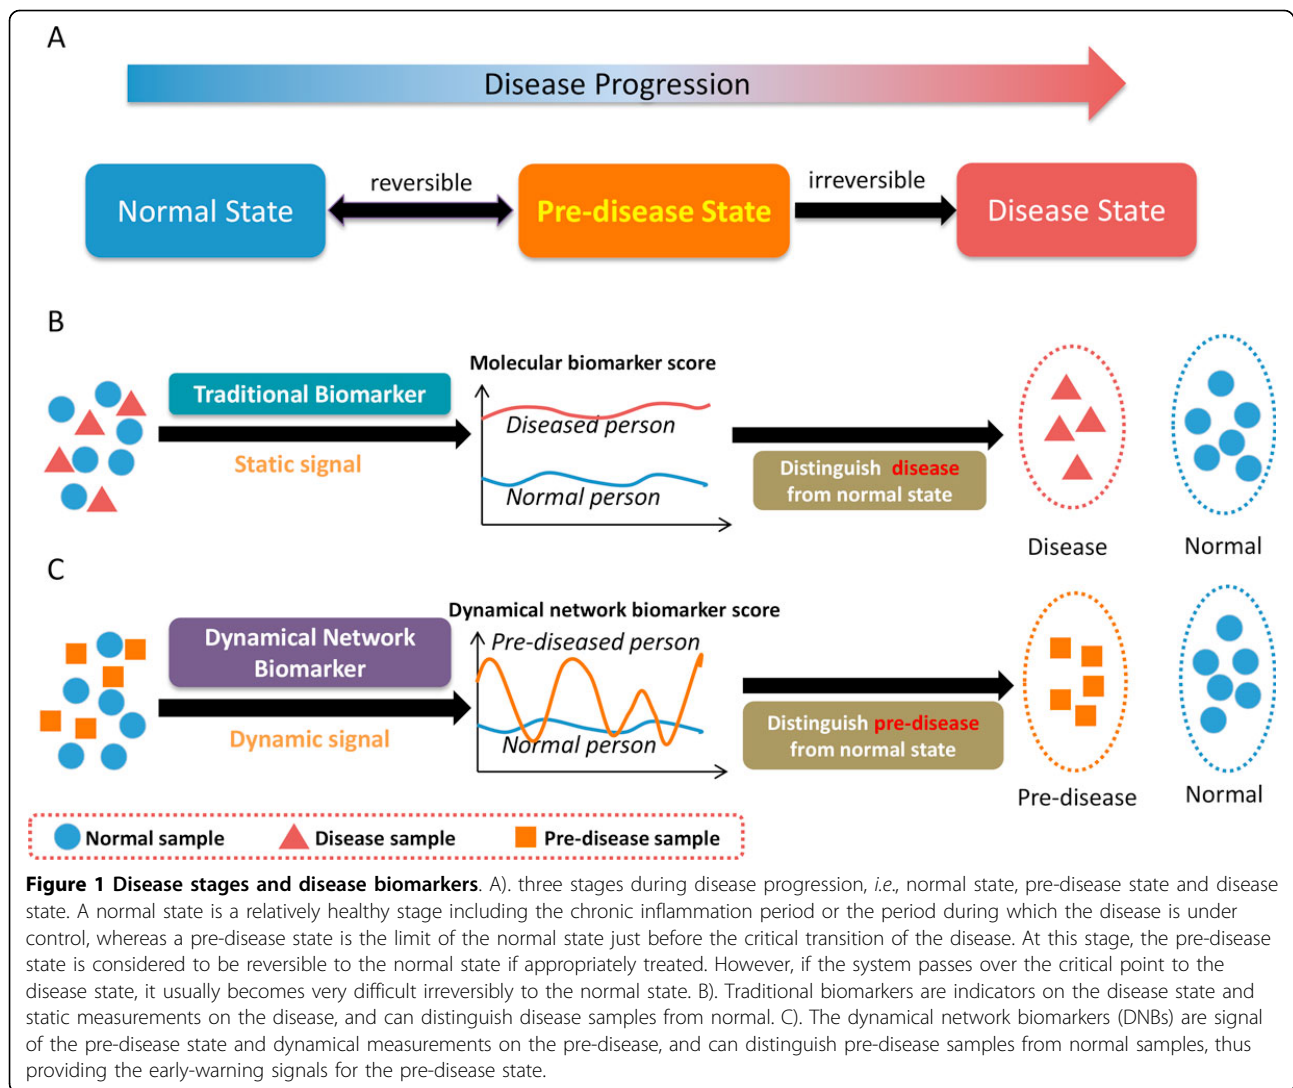 A
Disease Progression
Normal State
reversible
Pre-disease State
irreversible
Disease State
B
Traditional Biomarker
Static signal
Molecular biomarker score
Diseased person
Normal person
Distinguish disease
from normal state
Disease
Normal
C
Dynamical Network
Biomarker
Dynamic signal
Dynamical network biomarker score
Pre-diseased person
Normal person
Distinguish pre-disease
from normal state
Pre-disease
Normal
Normal sample
Disease sample
Pre-disease sample
Figure 1 Disease stages and disease biomarkers. A). three stages during disease progression, i.e., normal state, pre-disease state and disease
state. A normal state is a relatively healthy stage including the chronic inflammation period or the period during which the disease is under
control, whereas a pre-disease state is the limit of the normal state just before the critical transition of the disease. At this stage, the pre-disease
state is considered to be reversible to the normal state if appropriately treated. However, if the system passes over the critical point to the
disease state, it usually becomes very difficult irreversibly to the normal state. B). Traditional biomarkers are indicators on the disease state and
static measurements on the disease, and can distinguish disease samples from normal. C). The dynamical network biomarkers (DNBs) are signal
of the pre-disease state and dynamical measurements on the pre-disease, and can distinguish pre-disease samples from normal samples, thus
providing the early-warning signals for the pre-disease state.